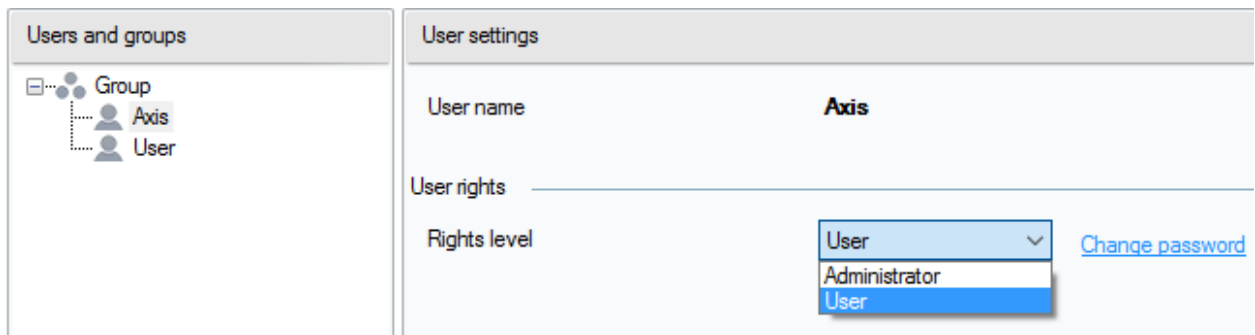 Users and groups
Group
Axis
User
User settings
User name Axis
User rights
Rights level User Change password
Administrator
User